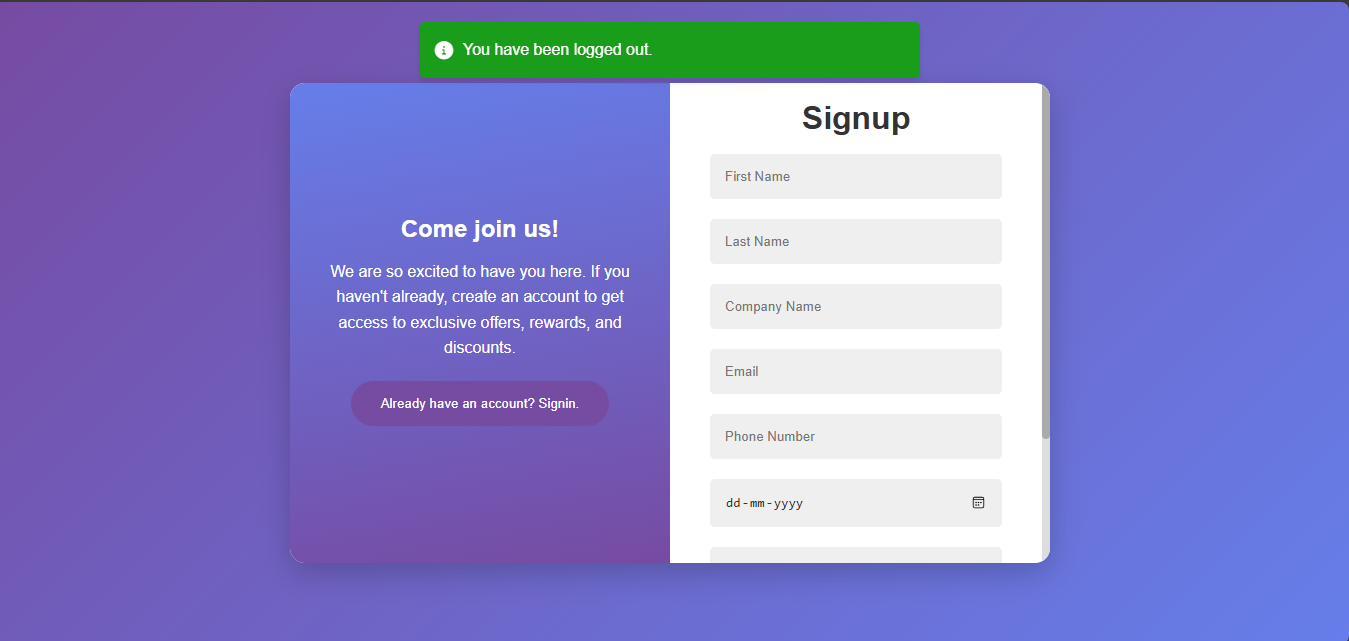 You have been logged out.
Come join us!
We are so excited to have you here. If you
haven't already, create an account to get
access to exclusive offers, rewards, and
discounts.
Already have an account? Signin.
Signup
First Name
Last Name
Company Name
Email
Phone Number
dd-mm-yyyy